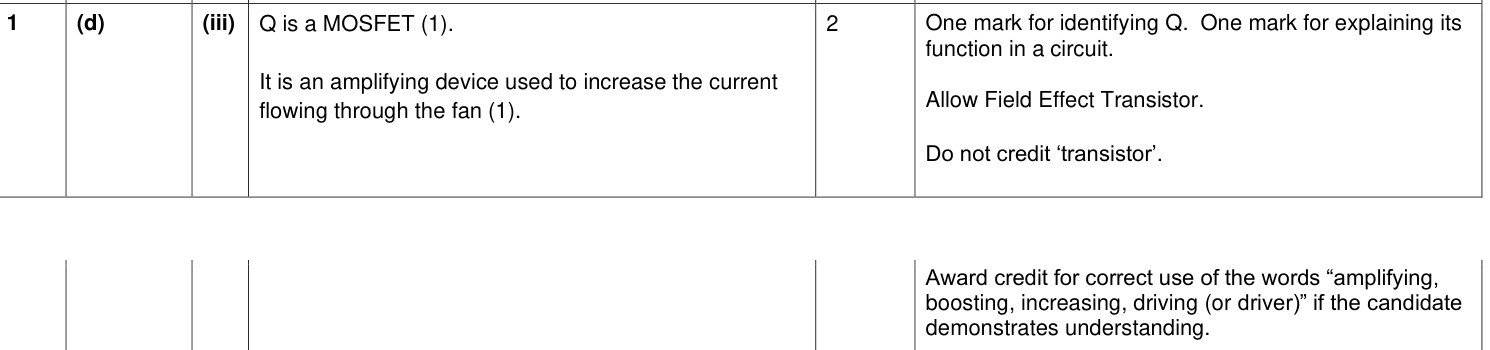 1 (d) (iii) Q is a MOSFET (1). 2 One mark for identifying Q.  One mark for explaining its
function in a circuit.
It is an amplifying device used to increase the current
flowing through the fan (1).
Allow Field Effect Transistor.
Do not credit ‘transistor’.
Award credit for correct use of the words “amplifying,
boosting, increasing, driving (or driver)” if the candidate
demonstrates understanding.